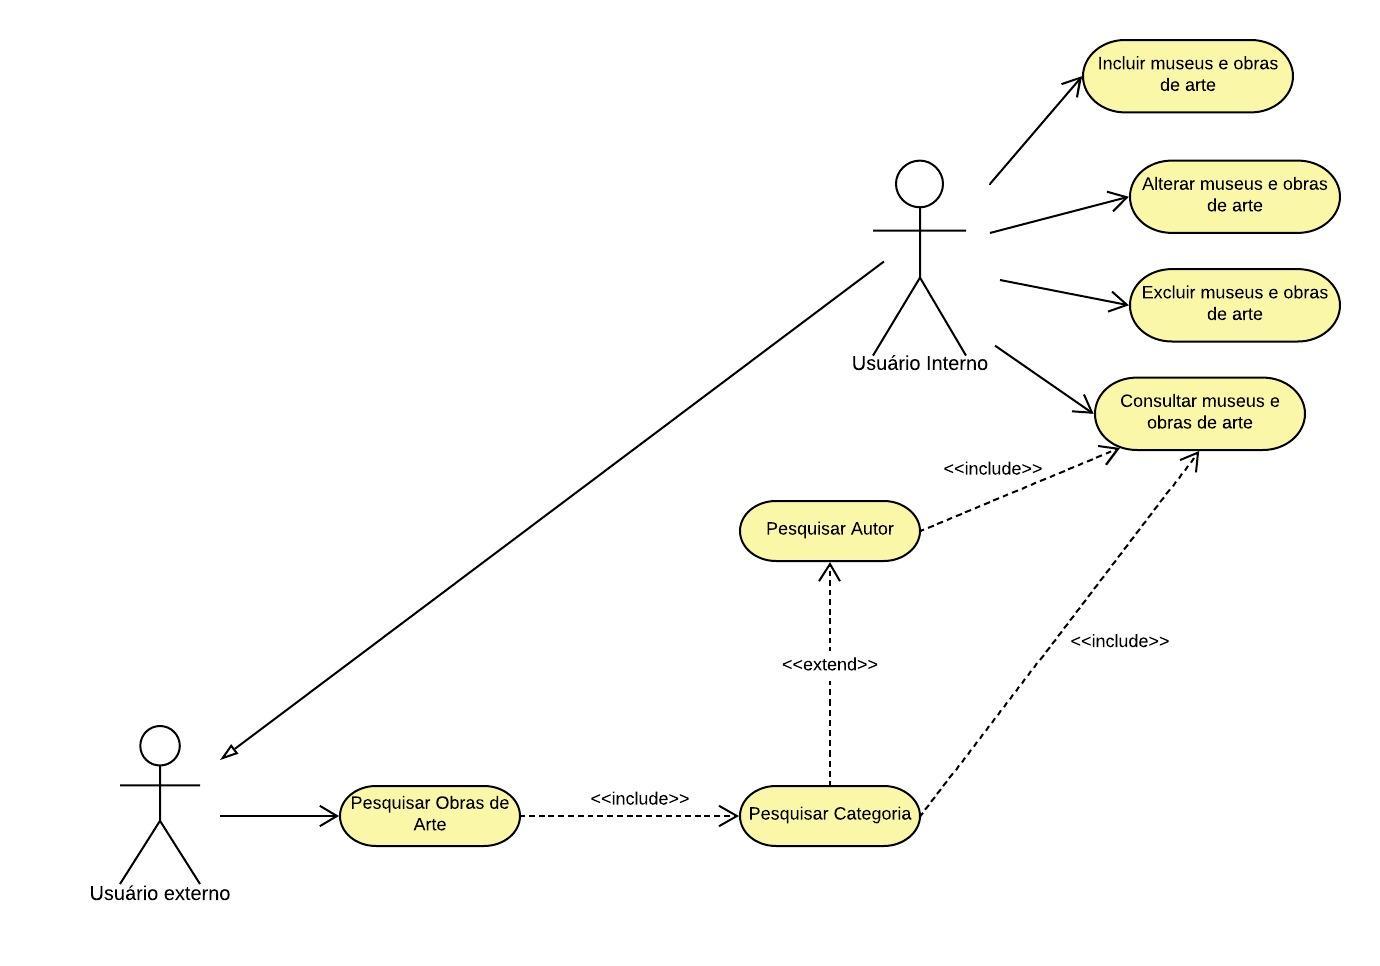 Incluir museus e obras
de arte
Alterar museus e obras
de arte
Excluir museus e obras
de arte
Usuário Interno
Consultar museus e
obras de arte
<<include>>
Pesquisar Autor
<<include>>
<<extend>>
Pesquisar Obras de
Arte
<<include>>
Pesquisar Categoria
Usuário externo